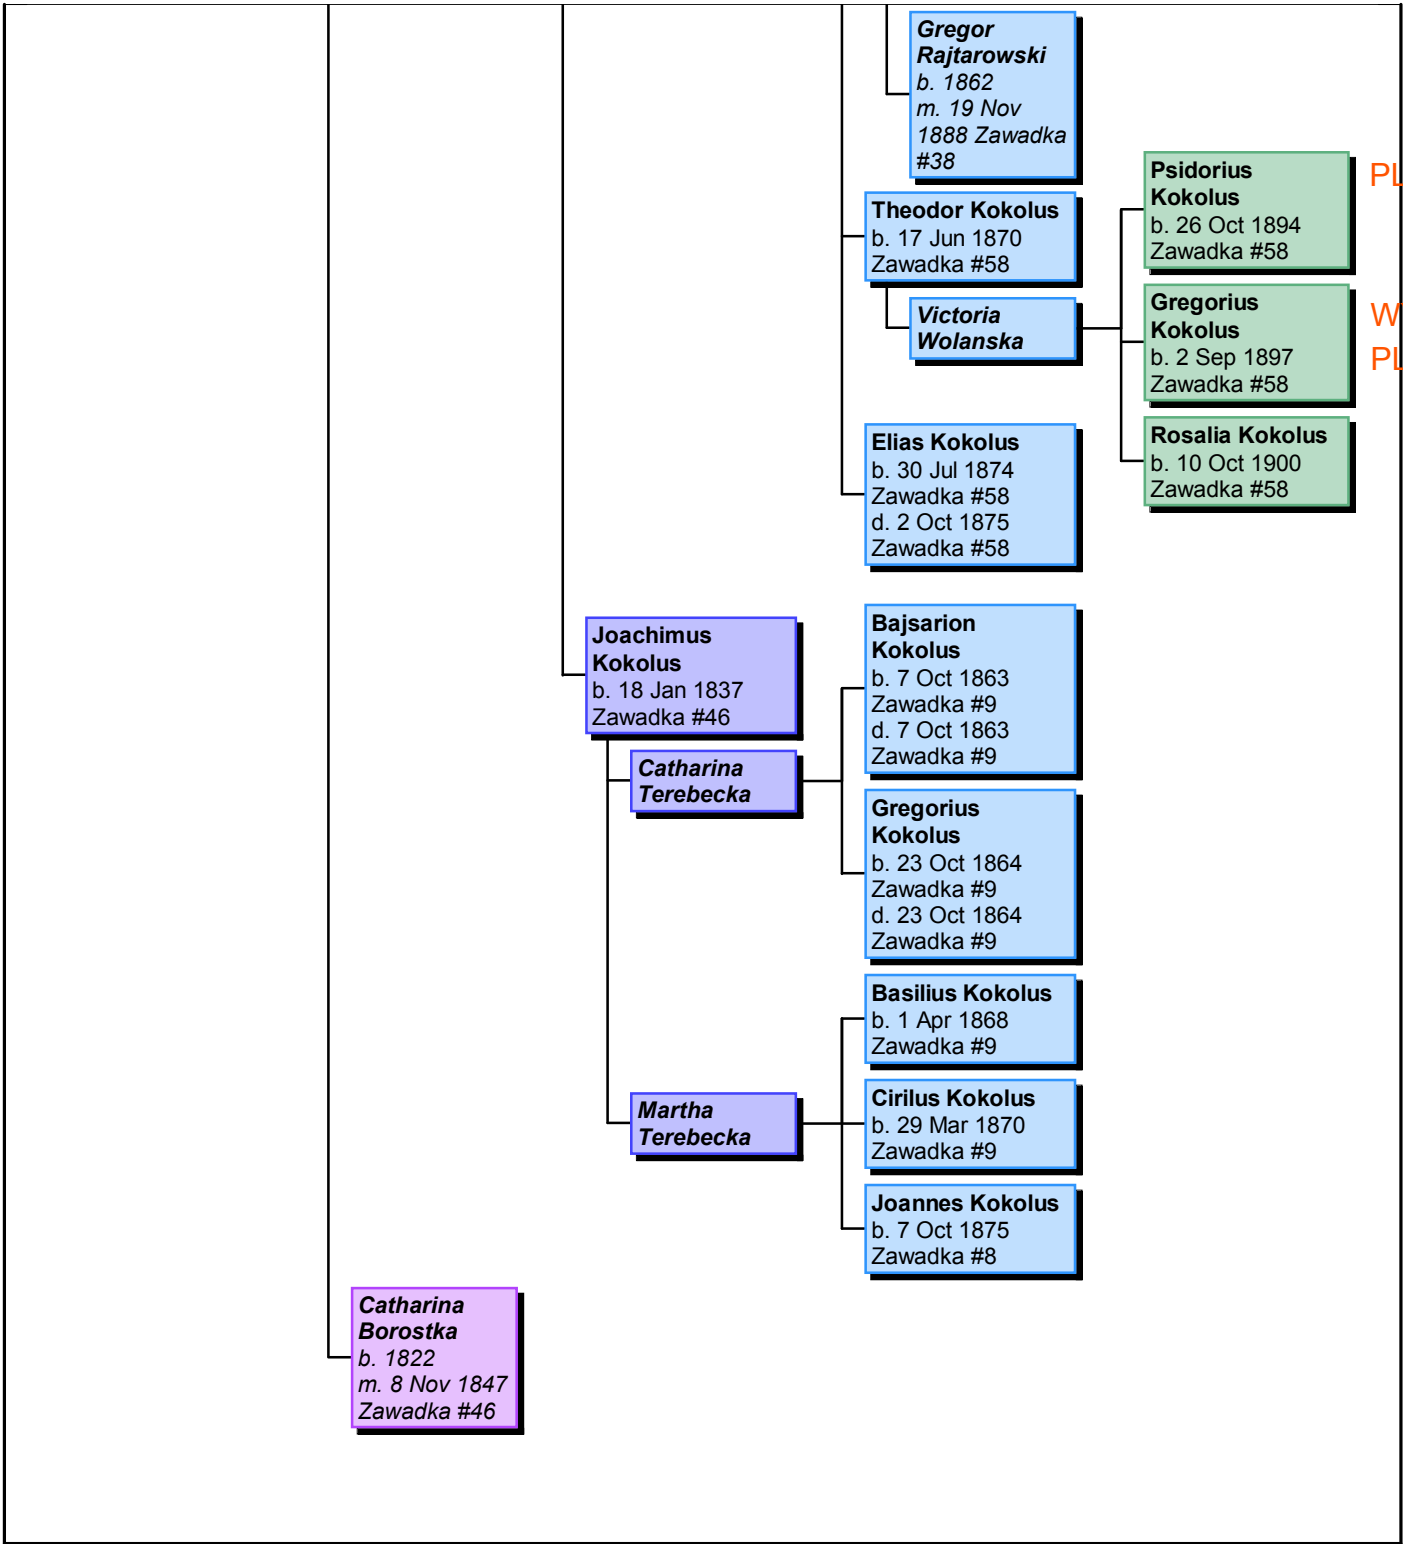 Gregor
Rajtarowski
b. 1862
m. 19 Nov
1888 Zawadka
#38
Psidorius
Kokolus
b. 26 Oct 1894
Zawadka #58
PL
Theodor Kokolus
b. 17 Jun 1870
Zawadka #58
Victoria
Wolanska
Gregorius
Kokolus
b. 2 Sep 1897
Zawadka #58
W
PL
Elias Kokolus
b. 30 Jul 1874
Zawadka #58
d. 2 Oct 1875
Zawadka #58
Rosalia Kokolus
b. 10 Oct 1900
Zawadka #58
Joachimus
Kokolus
b. 18 Jan 1837
Zawadka #46
Catharina
Terebecka
Bajsarion
Kokolus
b. 7 Oct 1863
Zawadka #9
d. 7 Oct 1863
Zawadka #9
Gregorius
Kokolus
b. 23 Oct 1864
Zawadka #9
d. 23 Oct 1864
Zawadka #9
Martha
Terebecka
Basilius Kokolus
b. 1 Apr 1868
Zawadka #9
Cirilus Kokolus
b. 29 Mar 1870
Zawadka #9
Joannes Kokolus
b. 7 Oct 1875
Zawadka #8
Catharina
Borostka
b. 1822
m. 8 Nov 1847
Zawadka #46